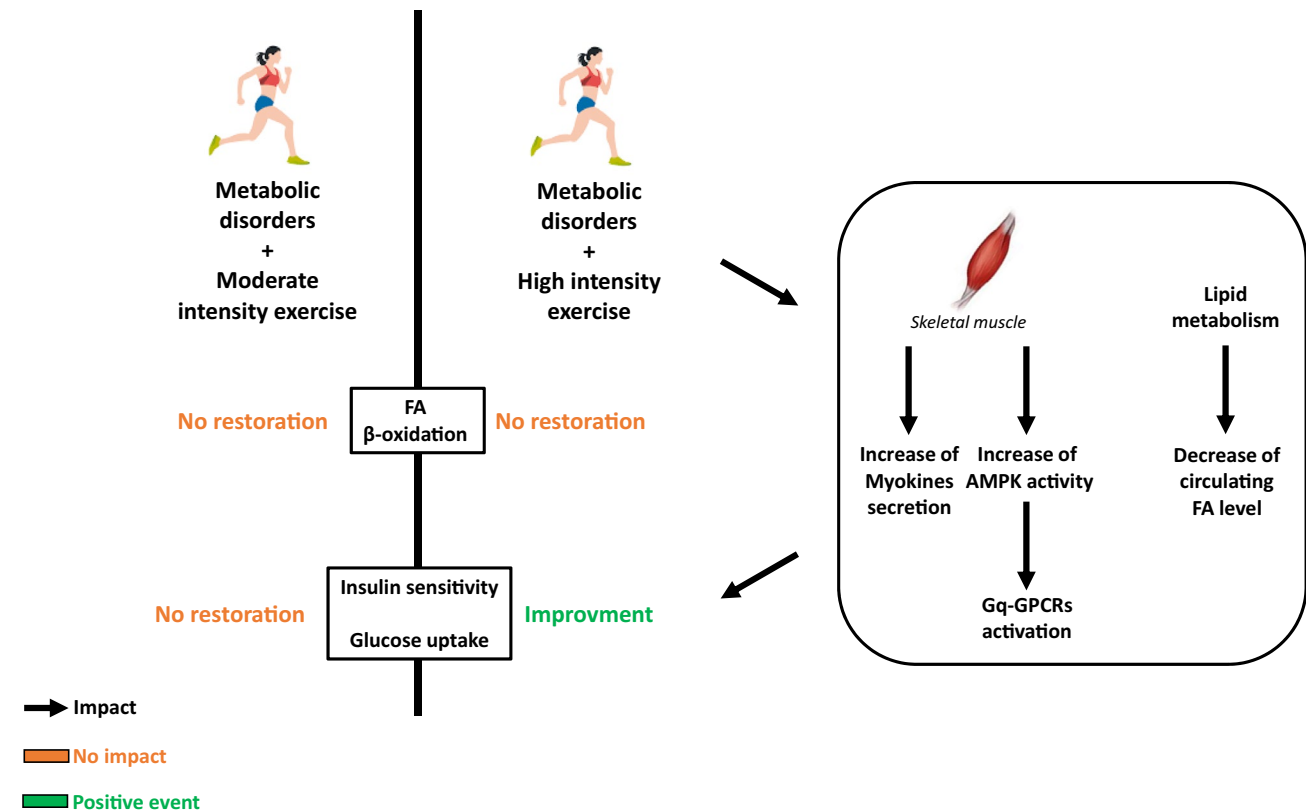 Metabolic
disorders
+
Moderate
intensity exercise
Metabolic
disorders
+
High intensity
exercise
No restoration
FA
β-oxidation
No restoration
No restoration
Insulin sensitivity
Glucose uptake
Improvment
Skeletal muscle
Lipid
metabolism
Increase of
Myokines
secretion
Increase of
AMPK activity
Decrease of
circulating
FA level
Gq-GPCRs
activation
Impact
No impact
Positive event